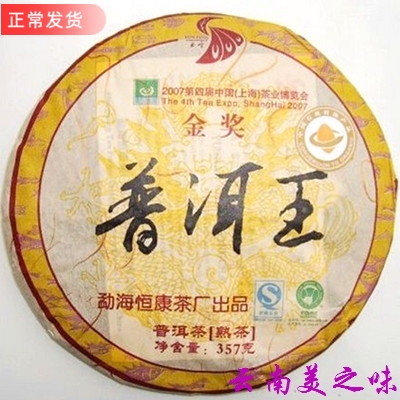 正常发货
2007第四届中国(上海)茶业博览会
The 4th Tea Expo, ShangHai 2007
金奖
普洱王
勐海恒康茶厂出品
普洱茶[熟茶]
净含量：357克
云南美之味